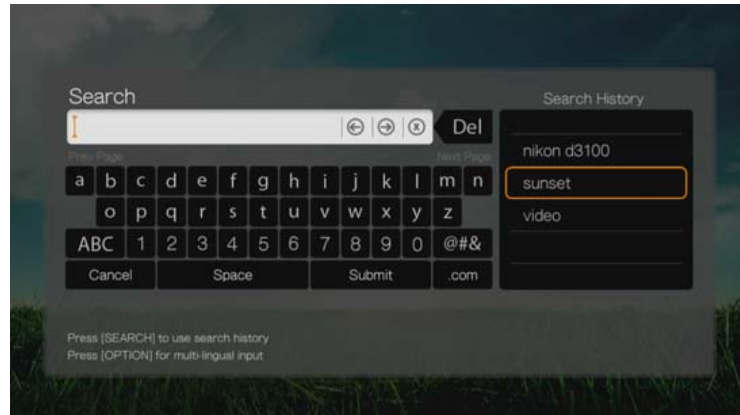 Search
Search History
Del
Prev Page
Next Page
a b c d e f g h i j k l m n
o p q r s t u v w x y z
ABC 1 2 3 4 5 6 7 8 9 0 @#&
Cancel Space Submit .com
nikon d3100
sunset
video
Press [SEARCH] to use search history
Press [OPTION] for multi-lingual input